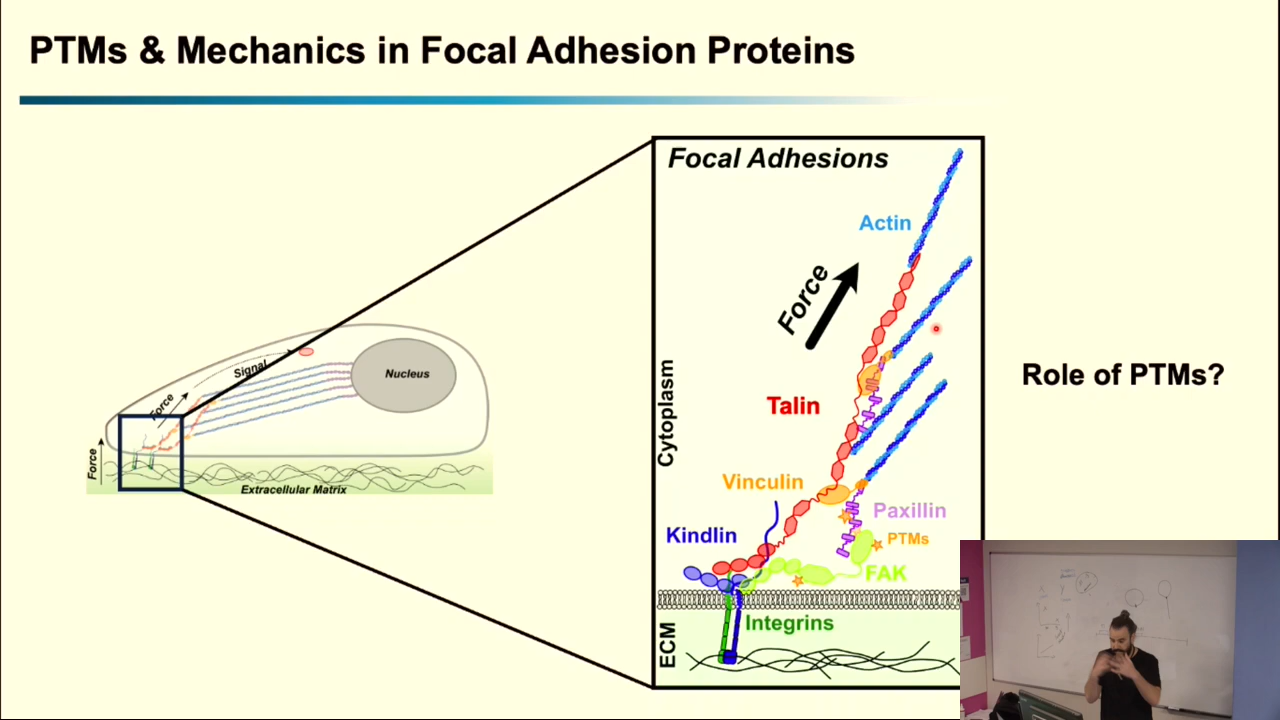 PTMs & Mechanics in Focal Adhesion Proteins
Focal Adhesions
Actin
Force
Cytoplasm
Talin
Vinculin
Kindlin
Paxillin
PTMs
FAK
Integrins
ECM
Role of PTMs?
Signal
Nucleus
Force
Force
Extracellular Matrix